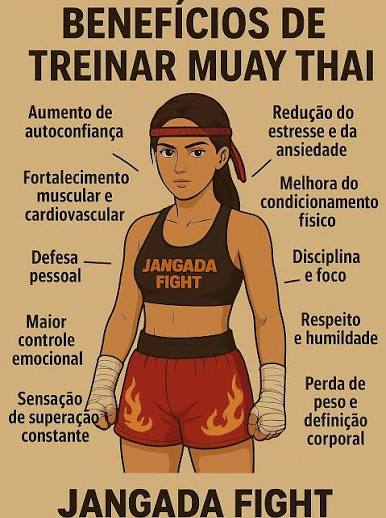 BENEFÍCIOS DE
TREINAR MUAY THAI
Aumento de
autoconfiança
Fortalecimento
muscular e
cardiovascular
Defesa
pessoal
Maior
controle
emocional
Sensação
de superação
constante
JANGADA
FIGHT
Redução do
estresse e da
ansiedade
Melhora do
condicionamento
físico
Disciplina
e foco
Respeito
e humildade
Perda de
peso e
definição
corporal
JANGADA FIGHT